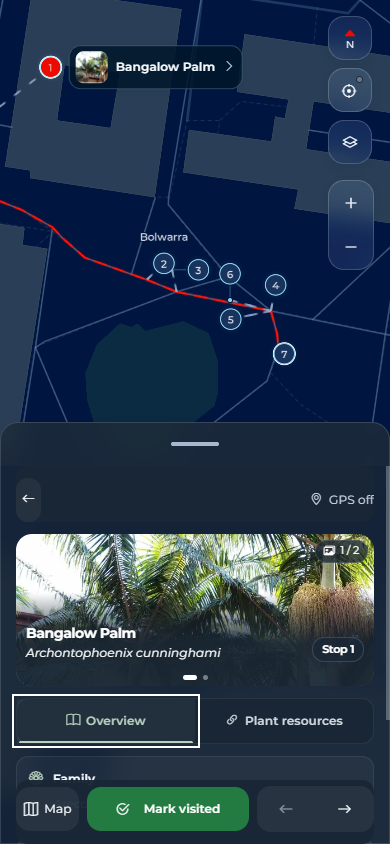 N
1
Bangalow Palm
Bolwarra
2
3
6
4
5
7
GPS off
1/2
Bangalow Palm
Archontophoenix cunninghami
Stop 1
Overview
Plant resources
Family
Map
Mark visited